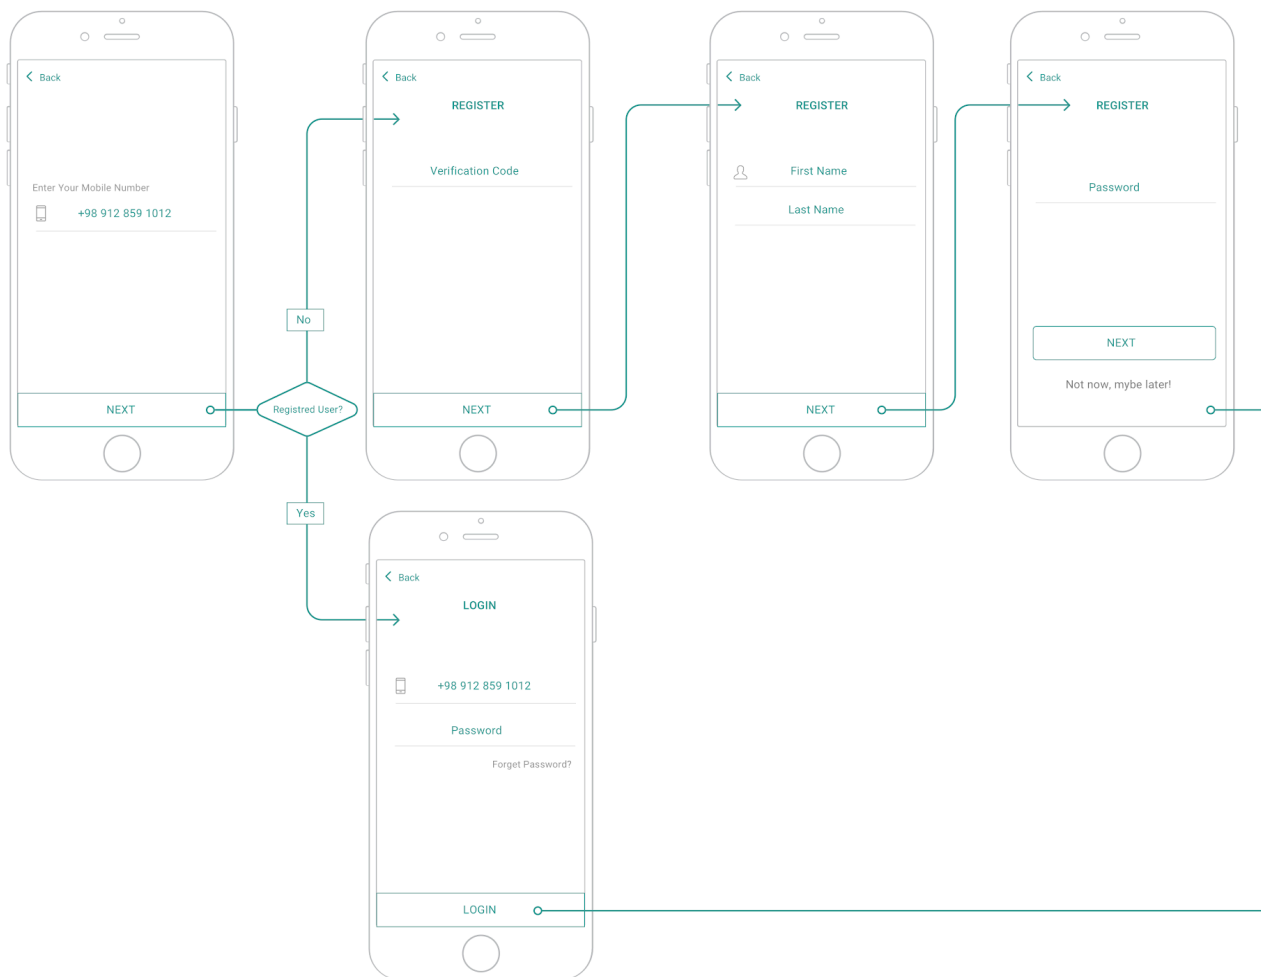 Back
Enter Your Mobile Number
+98 912 859 1012
NEXT
Registred User?
No
Yes
Back
REGISTER
Verification Code
NEXT
Back
REGISTER
First Name
Last Name
NEXT
Back
REGISTER
Password
NEXT
Not now, mybe later!
Back
LOGIN
+98 912 859 1012
Password
Forget Password?
LOGIN